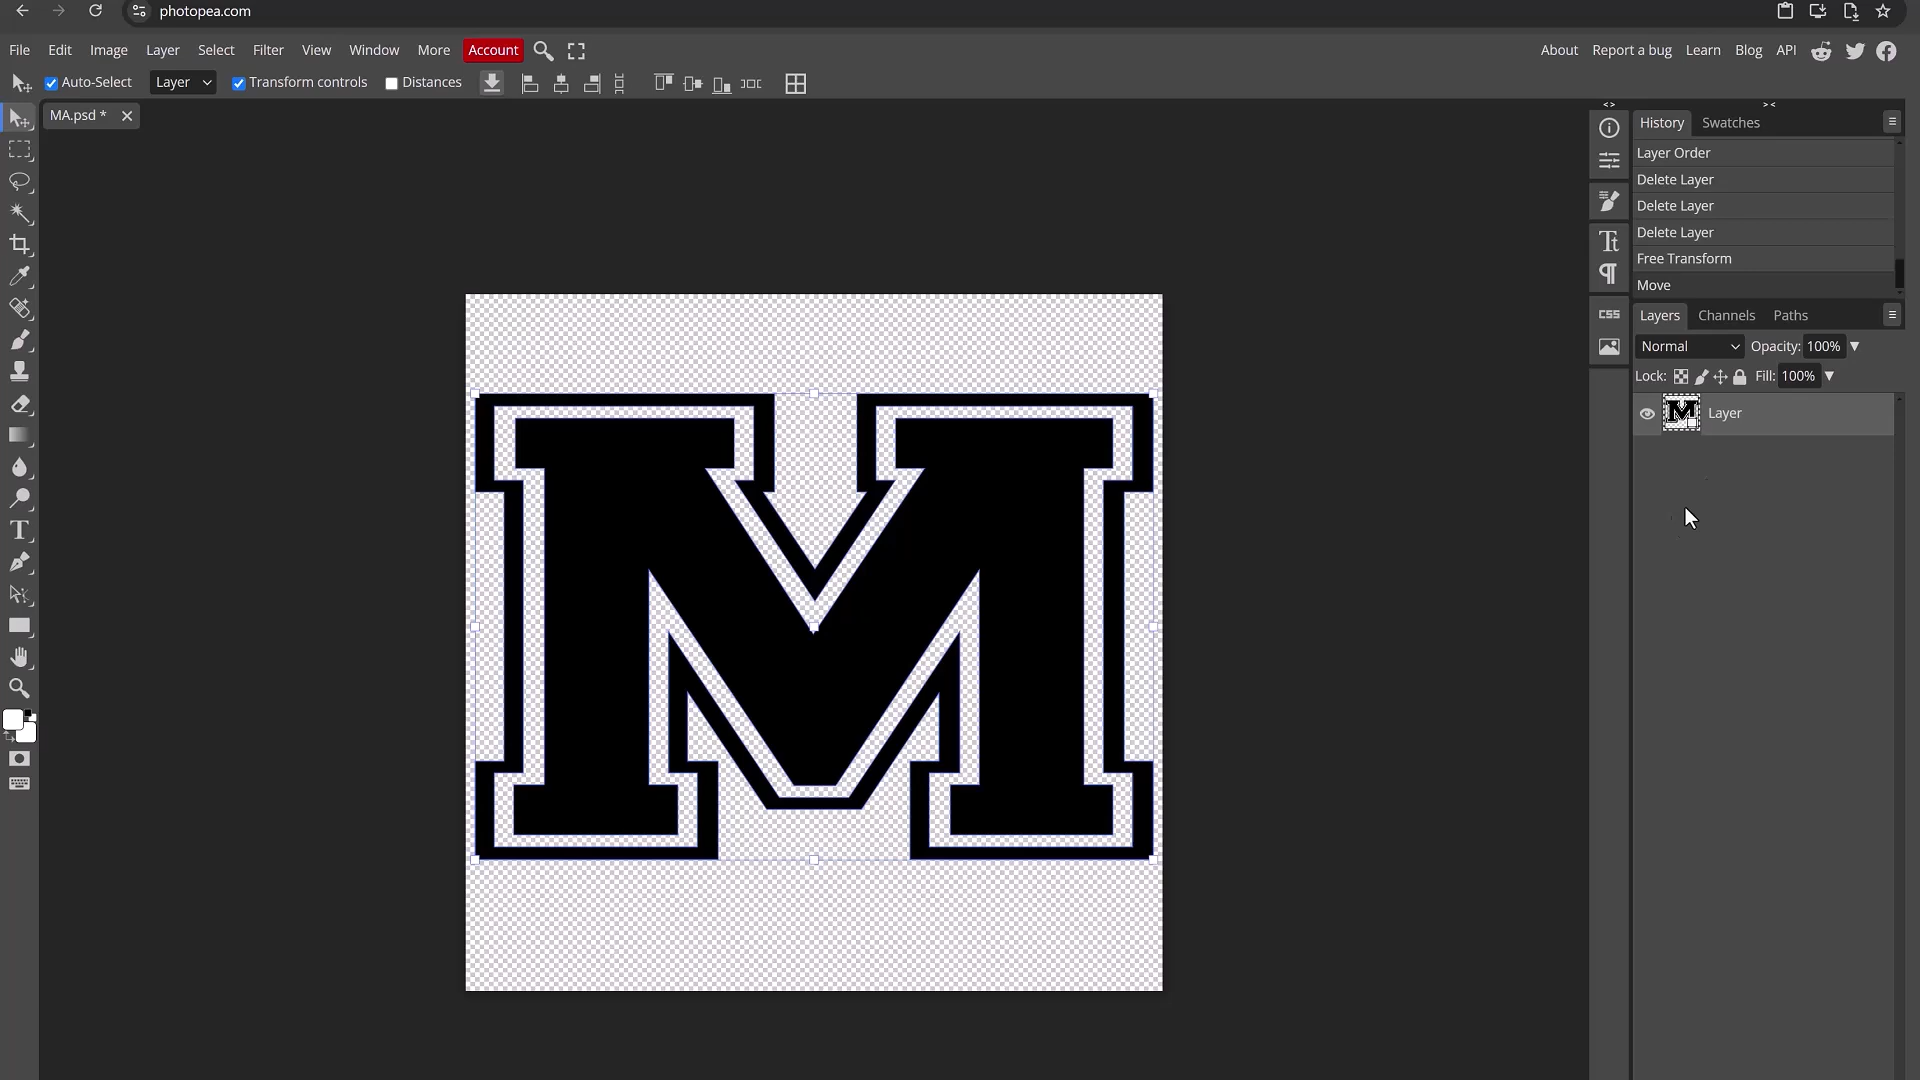 photopea.com
File Edit Image Layer Select Filter View Window More Account
About Report a bug Learn Blog API
Auto-Select Layer Transform controls Distances
MA.psd *
History Swatches
Layer Order
Delete Layer
Delete Layer
Delete Layer
Free Transform
Move
CSS
Layers Channels Paths
Normal Opacity: 100%
Lock: Fill: 100%
Layer
M